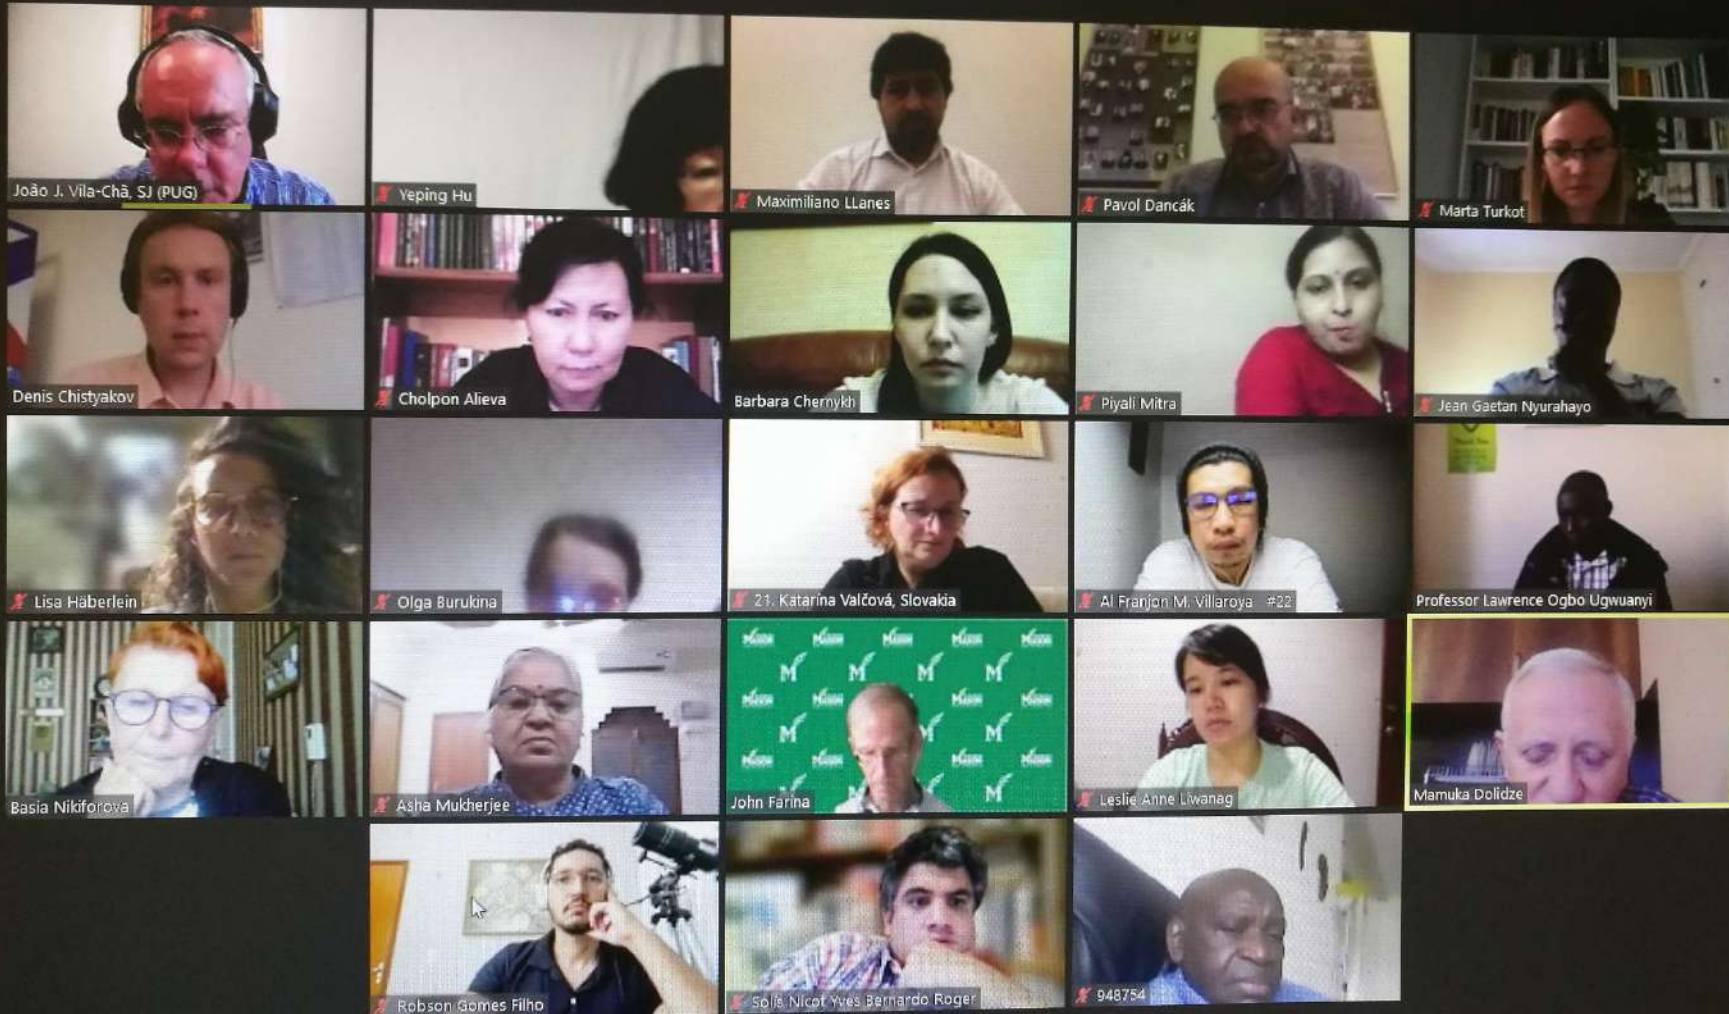 João J. Vila-Chã, SJ (PUG)
Yeping Hu
Maximiliano LLanes
Pavol Dancák
Marta Turkot
Denis Chistyakov
Cholpon Alieva
Barbara Chernykh
Piyali Mitra
Jean Gaetan Nyurahayo
Lisa Häberlein
Olga Burukina
21. Katarína Valčová, Slovakia
Al Franjon M. Villaroya #22
Professor Lawrence Ogbo Ugwuanyi
Basia Nikiforova
Asha Mukherjee
John Farina
Leslie Anne Liwanag
Mamuka Dolidze
Robson Gomes Filho
Solís Nicot Yves Bernardo Roger
948754